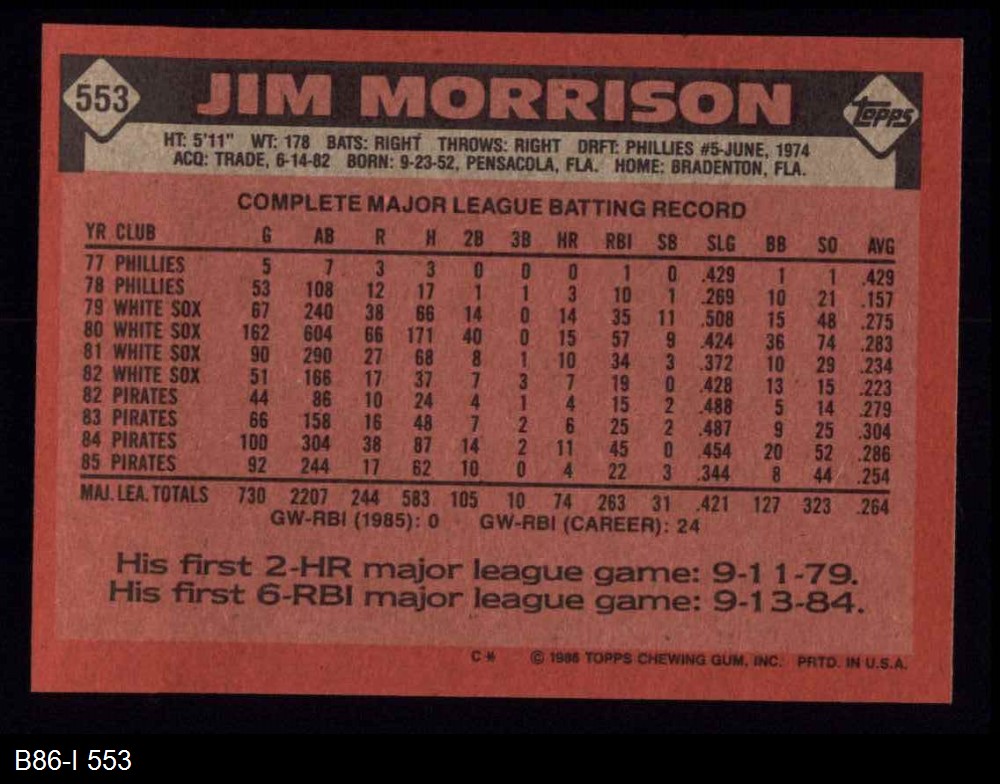 553 JIM MORRISON Topps
HT: 5'11" WT: 178 BATS: RIGHT THROWS: RIGHT DRFT: PHILLIES #5-JUNE, 1974
ACQ: TRADE, 6-14-82 BORN: 9-23-52, PENSACOLA, FLA. HOME: BRADENTON, FLA.
COMPLETE MAJOR LEAGUE BATTING RECORD
YR CLUB G AB R H 2B 3B HR RBI SB SLG BB SO AVG
77 PHILLIES 5 7 3 3 0 0 0 1 0 .429 1 1 .429
78 PHILLIES 53 108 12 17 1 1 3 10 1 .269 10 21 .157
79 WHITE SOX 67 240 38 66 14 0 14 35 11 .508 15 48 .275
80 WHITE SOX 162 604 66 171 40 0 15 57 9 .424 36 74 .283
81 WHITE SOX 90 290 27 68 8 1 10 34 3 .372 10 29 .234
82 WHITE SOX 51 166 17 37 7 3 7 19 0 .428 13 15 .223
82 PIRATES 44 86 10 24 4 1 4 15 2 .488 5 14 .279
83 PIRATES 66 158 16 48 7 2 6 25 2 .487 9 25 .304
84 PIRATES 100 304 38 87 14 2 11 45 0 .454 20 52 .286
85 PIRATES 92 244 17 62 10 0 4 22 3 .344 8 44 .254
MAJ. LEA. TOTALS 730 2207 244 583 105 10 74 263 31 .421 127 323 .264
GW-RBI (1985): 0 GW-RBI (CAREER): 24
His first 2-HR major league game: 9-11-79.
His first 6-RBI major league game: 9-13-84.
C* © 1986 TOPPS CHEWING GUM, INC. PRTD. IN U.S.A.
B86-I 553